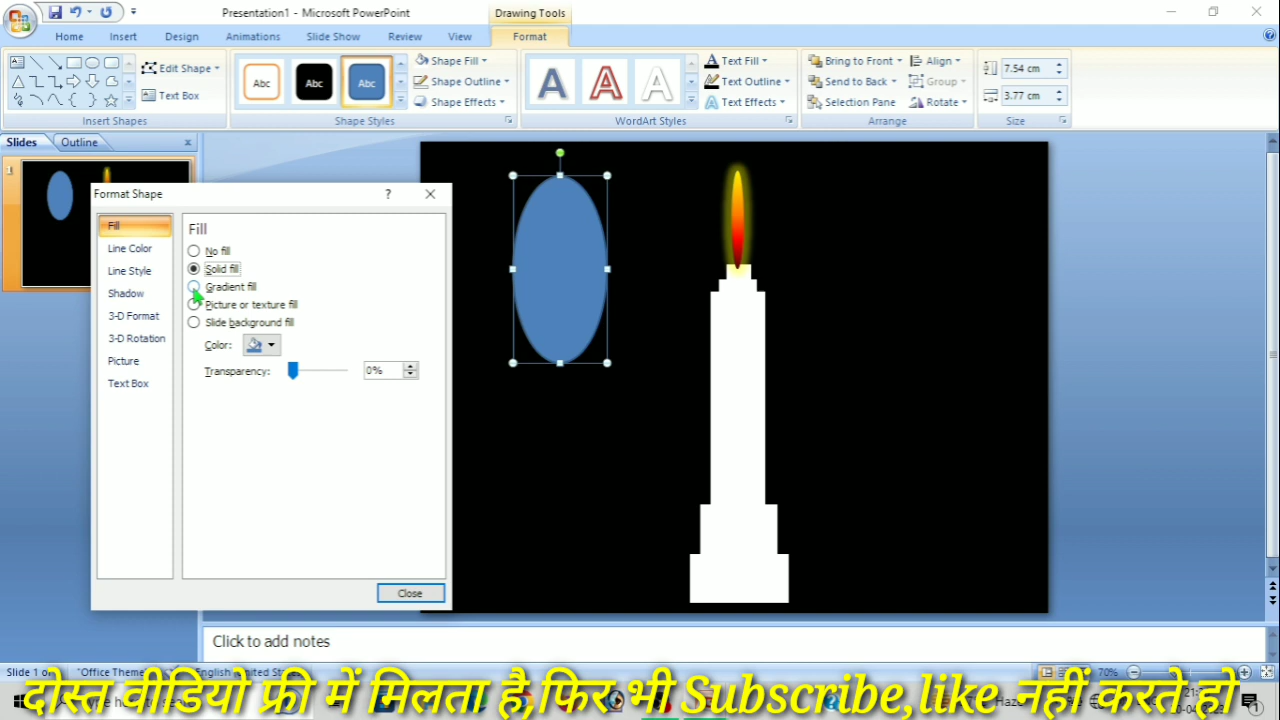 Presentation1 - Microsoft PowerPoint
Drawing Tools
Home Insert Design Animations Slide Show Review View Format
Edit Shape
Text Box
Insert Shapes
Abc Abc Abc
Shape Fill
Shape Outline
Shape Effects
Shape Styles
A A A
Text Fill
Text Outline
Text Effects
WordArt Styles
Bring to Front
Send to Back
Selection Pane
Align
Group
Rotate
Arrange
7.54 cm
3.77 cm
Size
Slides Outline
1
Format Shape
Fill
Line Color
Line Style
Shadow
3-D Format
3-D Rotation
Picture
Text Box
Fill
No fill
Solid fill
Gradient fill
Picture or texture fill
Slide background fill
Color:
Transparency: 0%
Close
Click to add notes
Slide 1 "Office Theme" English 70%
दोस्त वीडियो फ्री में मिलता है,फिर भी Subscribe,like नहीं करते हो